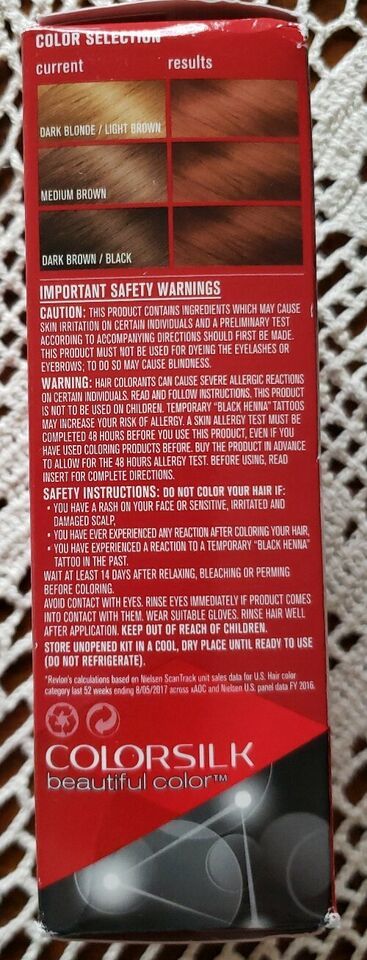 COLOR SELECTION
current results
DARK BLONDE / LIGHT BROWN
MEDIUM BROWN
DARK BROWN / BLACK
IMPORTANT SAFETY WARNINGS
CAUTION: THIS PRODUCT CONTAINS INGREDIENTS WHICH MAY CAUSE
SKIN IRRITATION ON CERTAIN INDIVIDUALS AND A PRELIMINARY TEST
ACCORDING TO ACCOMPANYING DIRECTIONS SHOULD FIRST BE MADE.
THIS PRODUCT MUST NOT BE USED FOR DYEING THE EYELASHES OR
EYEBROWS; TO DO SO MAY CAUSE BLINDNESS.
WARNING: HAIR COLORANTS CAN CAUSE SEVERE ALLERGIC REACTIONS
ON CERTAIN INDIVIDUALS. READ AND FOLLOW INSTRUCTIONS. THIS PRODUCT
IS NOT TO BE USED ON CHILDREN. TEMPORARY "BLACK HENNA" TATTOOS
MAY INCREASE YOUR RISK OF ALLERGY. A SKIN ALLERGY TEST MUST BE
COMPLETED 48 HOURS BEFORE YOU USE THIS PRODUCT, EVEN IF YOU
HAVE USED COLORING PRODUCTS BEFORE. BUY THE PRODUCT IN ADVANCE
TO ALLOW FOR THE 48 HOURS ALLERGY TEST. BEFORE USING, READ
INSERT FOR COMPLETE DIRECTIONS.
SAFETY INSTRUCTIONS: DO NOT COLOR YOUR HAIR IF:
• YOU HAVE A RASH ON YOUR FACE OR SENSITIVE, IRRITATED AND
DAMAGED SCALP,
• YOU HAVE EVER EXPERIENCED ANY REACTION AFTER COLORING YOUR HAIR,
• YOU HAVE EXPERIENCED A REACTION TO A TEMPORARY "BLACK HENNA"
TATTOO IN THE PAST.
WAIT AT LEAST 14 DAYS AFTER RELAXING, BLEACHING OR PERMING
BEFORE COLORING.
AVOID CONTACT WITH EYES. RINSE EYES IMMEDIATELY IF PRODUCT COMES
INTO CONTACT WITH THEM. WEAR SUITABLE GLOVES. RINSE HAIR WELL
AFTER APPLICATION. KEEP OUT OF REACH OF CHILDREN.
STORE UNOPENED KIT IN A COOL, DRY PLACE UNTIL READY TO USE
(DO NOT REFRIGERATE).
*Revlon's calculations based on Nielsen ScanTrack unit sales data for U.S. Hair color
category last 52 weeks ending 8/05/2017 across xAOC and Nielsen U.S. panel data FY 2016.
COLORSILK
beautiful color™